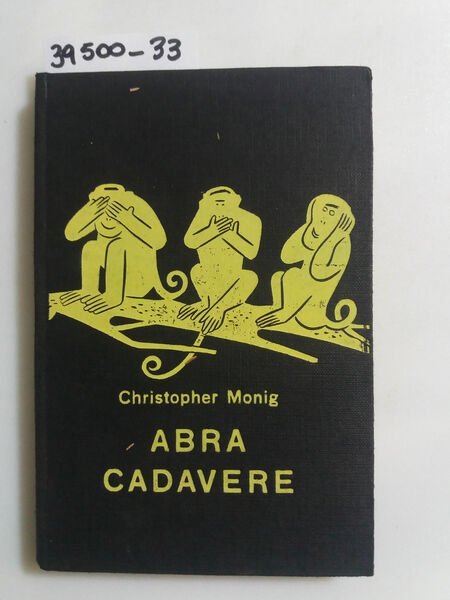 39500-33
Christopher Monig
ABRA
CADAVERE